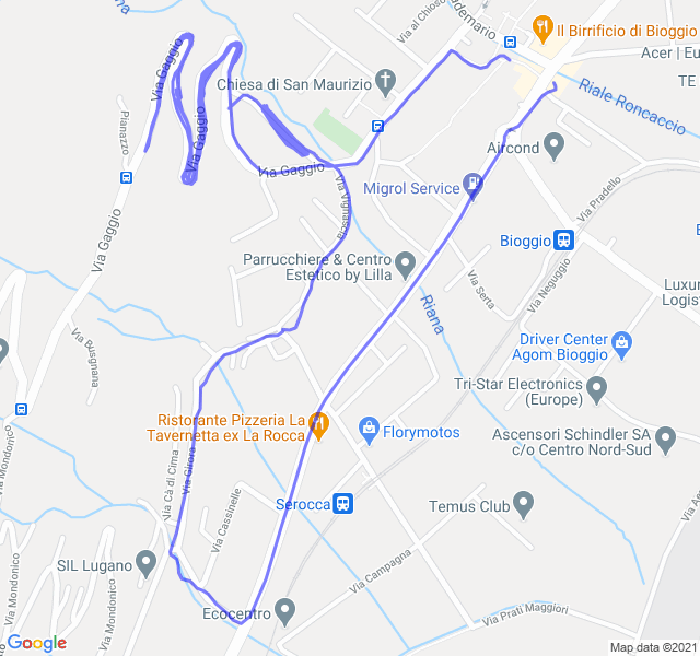 Via al Chioso
udemario
Il Birrificio di Bioggio
Acer | Eu
TE
Riale Roncaccio
Via Gaggio
Via Gaggio
Chiesa di San Maurizio
Pianazzo
Aircond
Via Gaggio
Via Vignascia
Migrol Service
Via Pradello
Via Gaggio
Bioggio
Parrucchiere & Centro
Estetico by Lilla
Via Serta
Via Neguggio
Luxur
Logist
Riana
Via Busgnana
Driver Center
Agom Bioggio
Tri-Star Electronics
(Europe)
Ristorante Pizzeria La
Tavernetta ex La Rocca
Florymotos
Ascensori Schindler SA
c/o Centro Nord-Sud
Via Mondonico
Via Cà di Cima
Via Girora
Via Cassinelle
Serocca
Temus Club
SIL Lugano
Via Campagna
Via Mondonico
Via Mondonico
Ecocentro
Via Prati Maggiori
Google
Map data ©2021